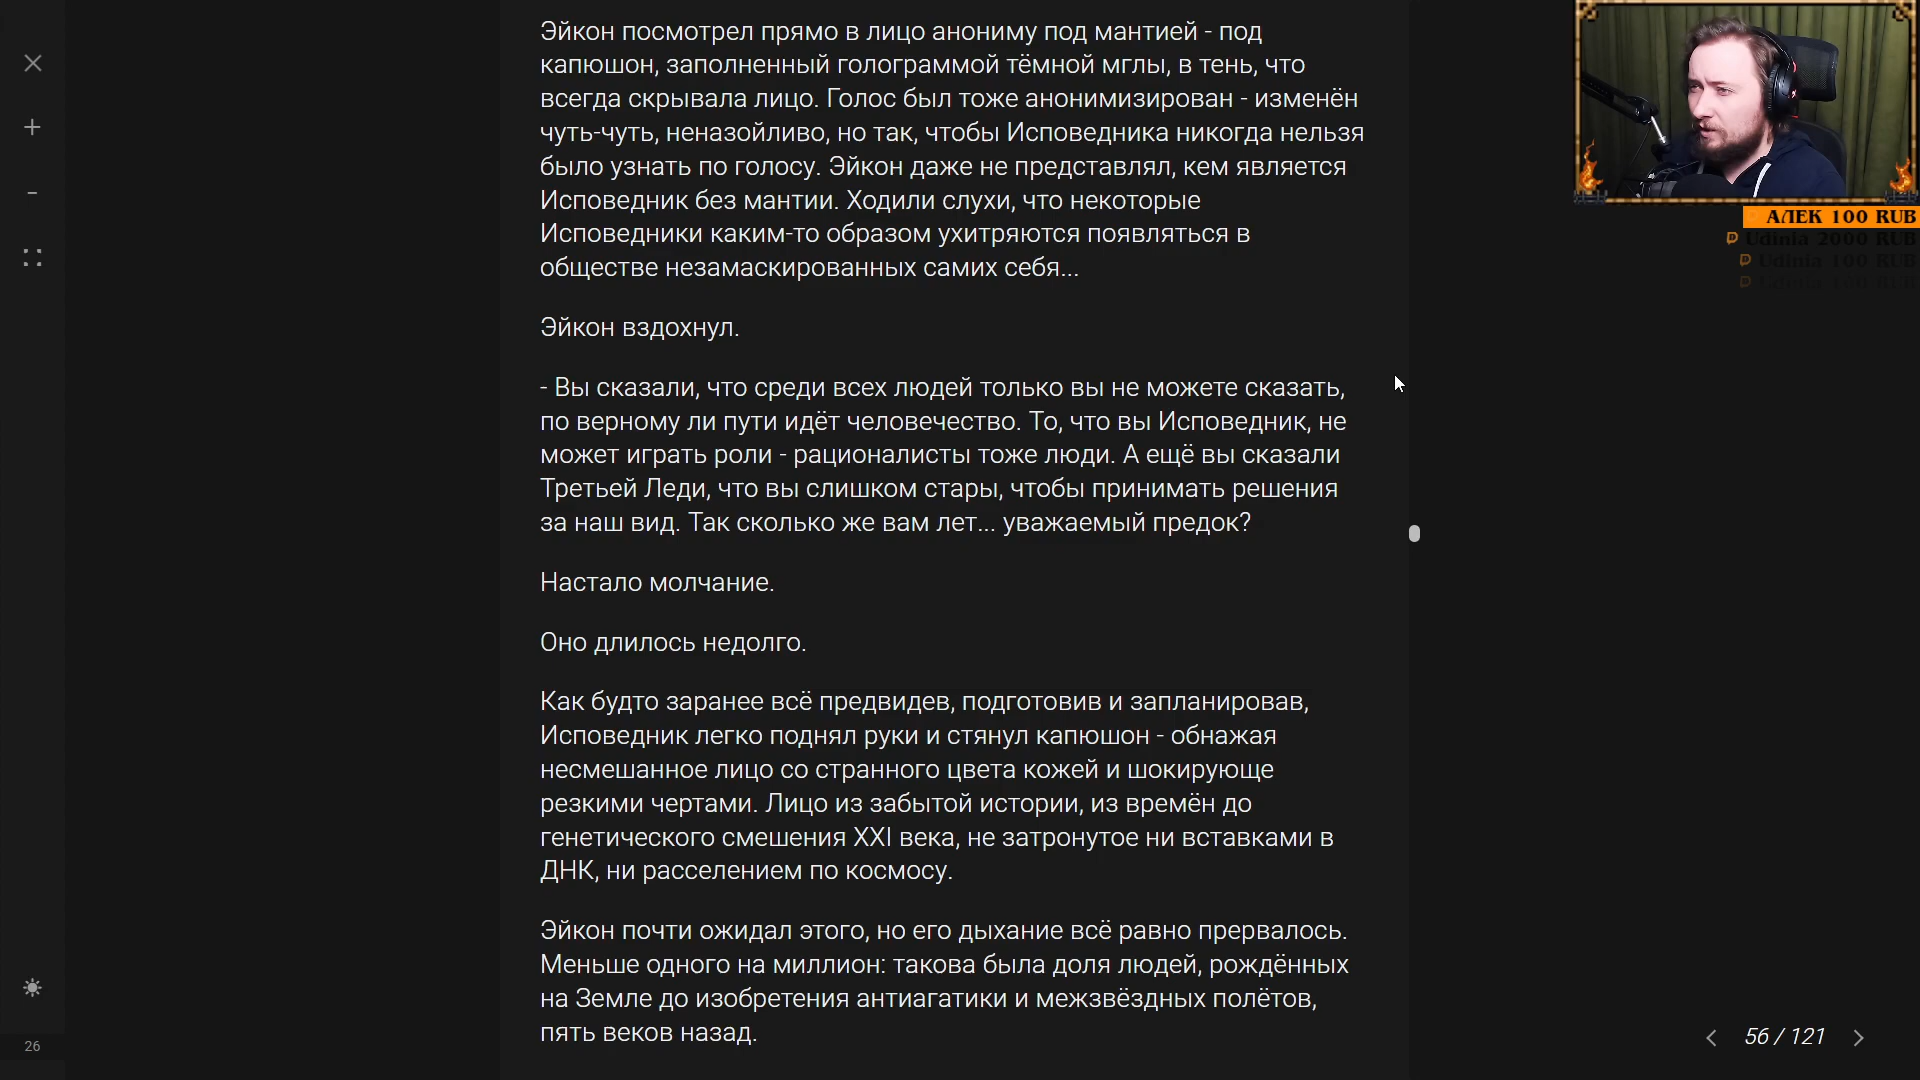 Эйкон посмотрел прямо в лицо анониму под мантией - под
капюшон, заполненный голограммой тёмной мглы, в тень, что
всегда скрывала лицо. Голос был тоже анонимизирован - изменён
чуть-чуть, неназойливо, но так, чтобы Исповедника никогда нельзя
было узнать по голосу. Эйкон даже не представлял, кем является
Исповедник без мантии. Ходили слухи, что некоторые
Исповедники каким-то образом ухитряются появляться в
обществе незамаскированных самих себя...
Эйкон вздохнул.
- Вы сказали, что среди всех людей только вы не можете сказать,
по верному ли пути идёт человечество. То, что вы Исповедник, не
может играть роли - рационалисты тоже люди. А ещё вы сказали
Третьей Леди, что вы слишком стары, чтобы принимать решения
за наш вид. Так сколько же вам лет... уважаемый предок?
Настало молчание.
Оно длилось недолго.
Как будто заранее всё предвидев, подготовив и запланировав,
Исповедник легко поднял руки и стянул капюшон - обнажая
несмешанное лицо со странного цвета кожей и шокирующе
резкими чертами. Лицо из забытой истории, из времён до
генетического смешения XXI века, не затронутое ни вставками в
ДНК, ни расселением по космосу.
Эйкон почти ожидал этого, но его дыхание всё равно прервалось.
Меньше одного на миллион: такова была доля людей, рождённых
на Земле до изобретения антиагатики и межзвёздных полётов,
пять веков назад.
АЛЕК 100 RUB
Udinia 2000 RUB
Udinia 100 RUB
26
56 / 121